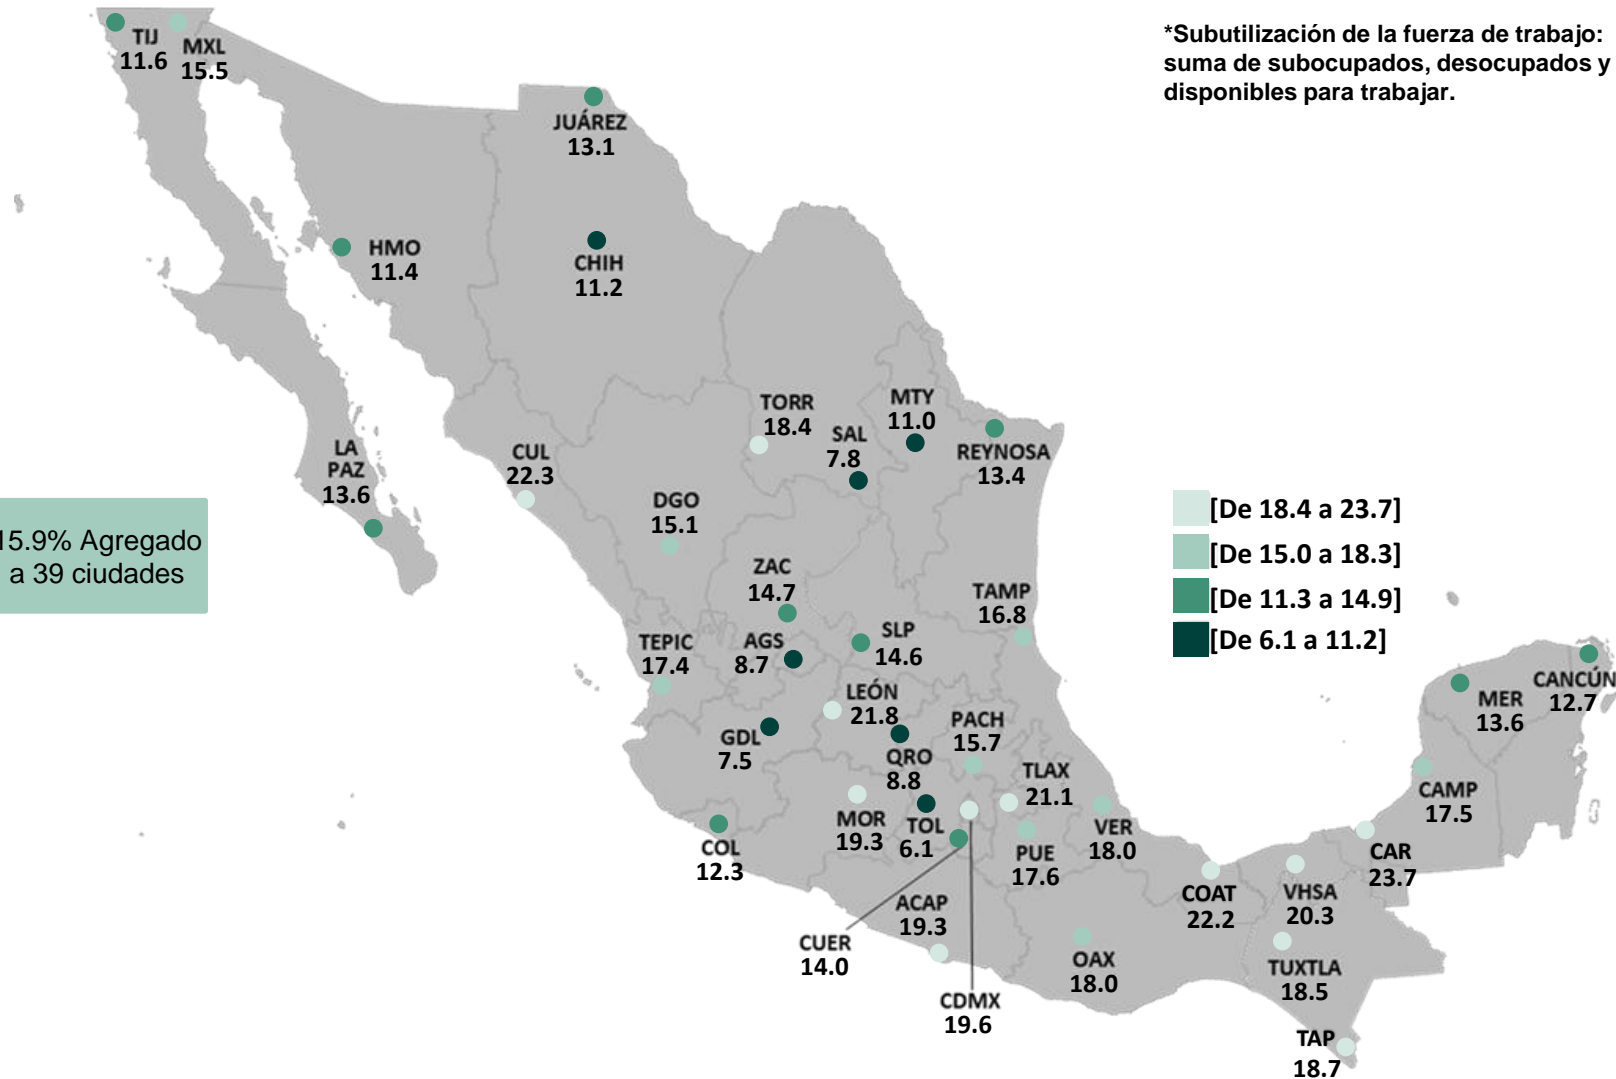 *Subutilización de la fuerza de trabajo:
suma de subocupados, desocupados y
disponibles para trabajar.
TIJ
11.6
MXL
15.5
JUÁREZ
13.1
HMO
11.4
CHIH
11.2
LA
PAZ
13.6
CUL
22.3
TORR
18.4
SAL
7.8
MTY
11.0
REYNOSA
13.4
DGO
15.1
15.9% Agregado
a 39 ciudades
[De 18.4 a 23.7]
[De 15.0 a 18.3]
[De 11.3 a 14.9]
[De 6.1 a 11.2]
ZAC
14.7
TAMP
16.8
TEPIC
17.4
AGS
8.7
SLP
14.6
LEÓN
21.8
GDL
7.5
QRO
8.8
PACH
15.7
TLAX
21.1
MER
13.6
CANCÚN
12.7
CAMP
17.5
COL
12.3
MOR
19.3
TOL
6.1
PUE
17.6
VER
18.0
CAR
23.7
COAT
22.2
VHSA
20.3
ACAP
19.3
CUER
14.0
CDMX
19.6
OAX
18.0
TUXTLA
18.5
TAP
18.7